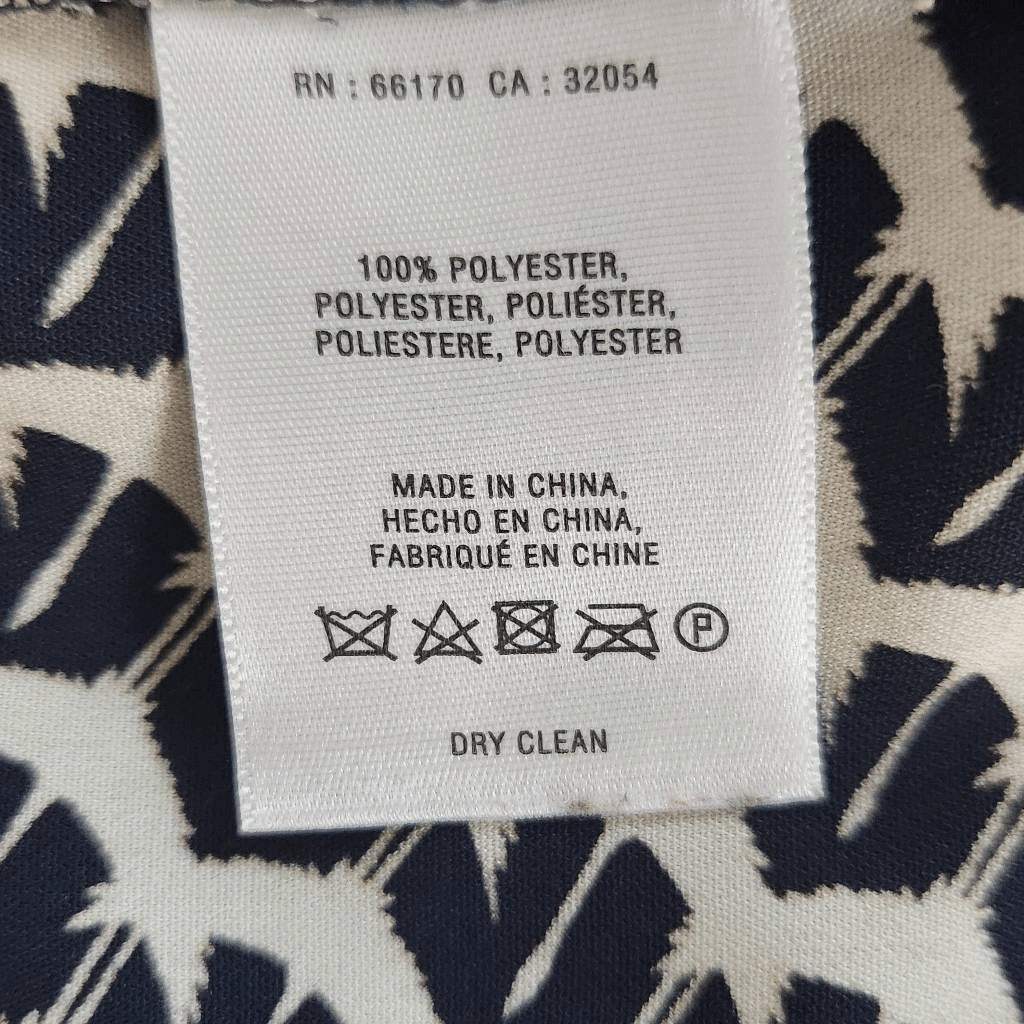 RN : 66170 CA : 32054
100% POLYESTER,
POLYESTER, POLIÉSTER,
POLIESTERE, POLYESTER
MADE IN CHINA,
HECHO EN CHINA,
FABRIQUÉ EN CHINE
P
DRY CLEAN